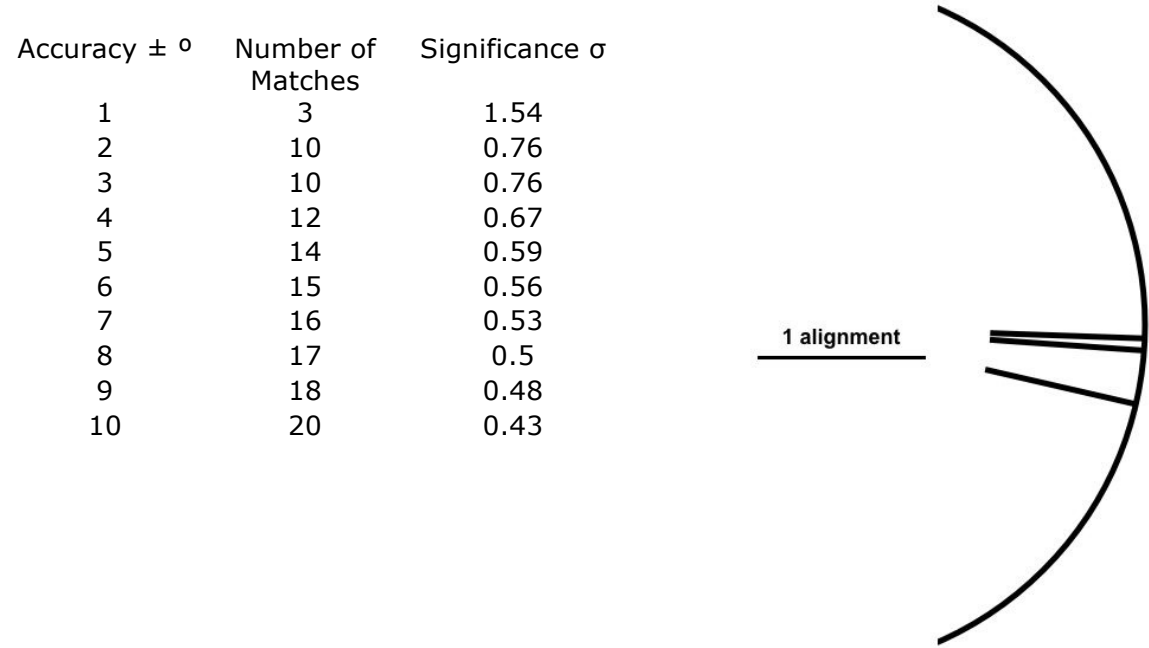 Accuracy ± º Number of Matches Significance σ
1 3 1.54
2 10 0.76
3 10 0.76
4 12 0.67
5 14 0.59
6 15 0.56
7 16 0.53
8 17 0.5
9 18 0.48
10 20 0.43
1 alignment